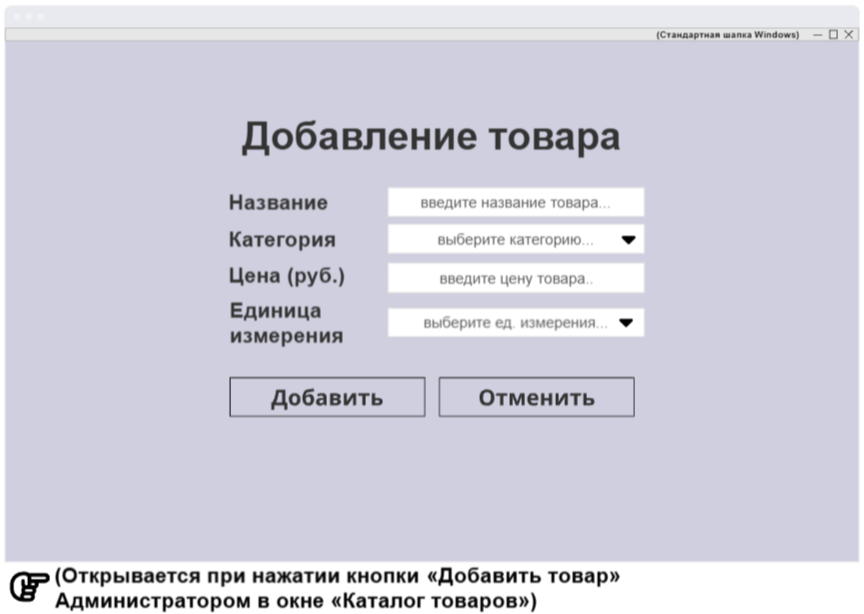 (Стандартная шапка Windows)
Добавление товара
Название введите название товара...
Категория выберите категорию...
Цена (руб.) введите цену товара..
Единица
измерения выберите ед. измерения...
Добавить Отменить
(Открывается при нажатии кнопки «Добавить товар»
Администратором в окне «Каталог товаров»)